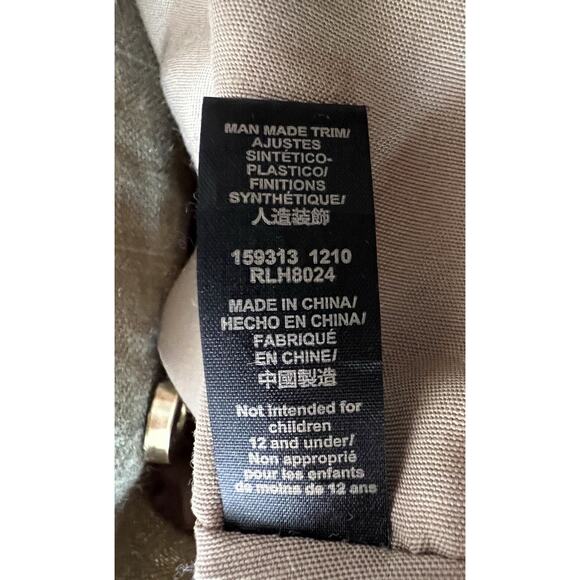 MAN MADE TRIM/
AJUSTES
SINTÉTICO-
PLASTICO/
FINITIONS
SYNTHÉTIQUE/
人造装飾
159313 1210
RLH8024
MADE IN CHINA/
HECHO EN CHINA/
FABRIQUÉ
EN CHINE/
中國製造
Not intended for
children
12 and under/
Non approprié
pour les enfants
de moins de 12 ans